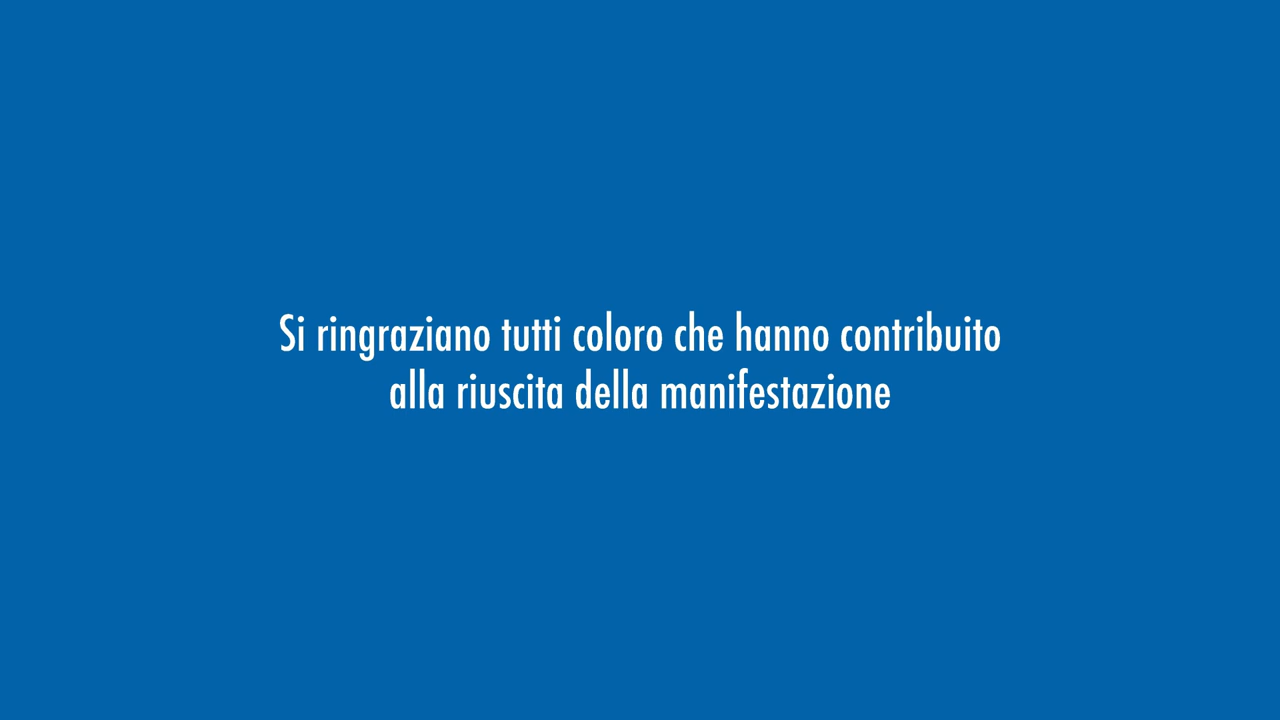 Si ringraziano tutti coloro che hanno contribuito
alla riuscita della manifestazione